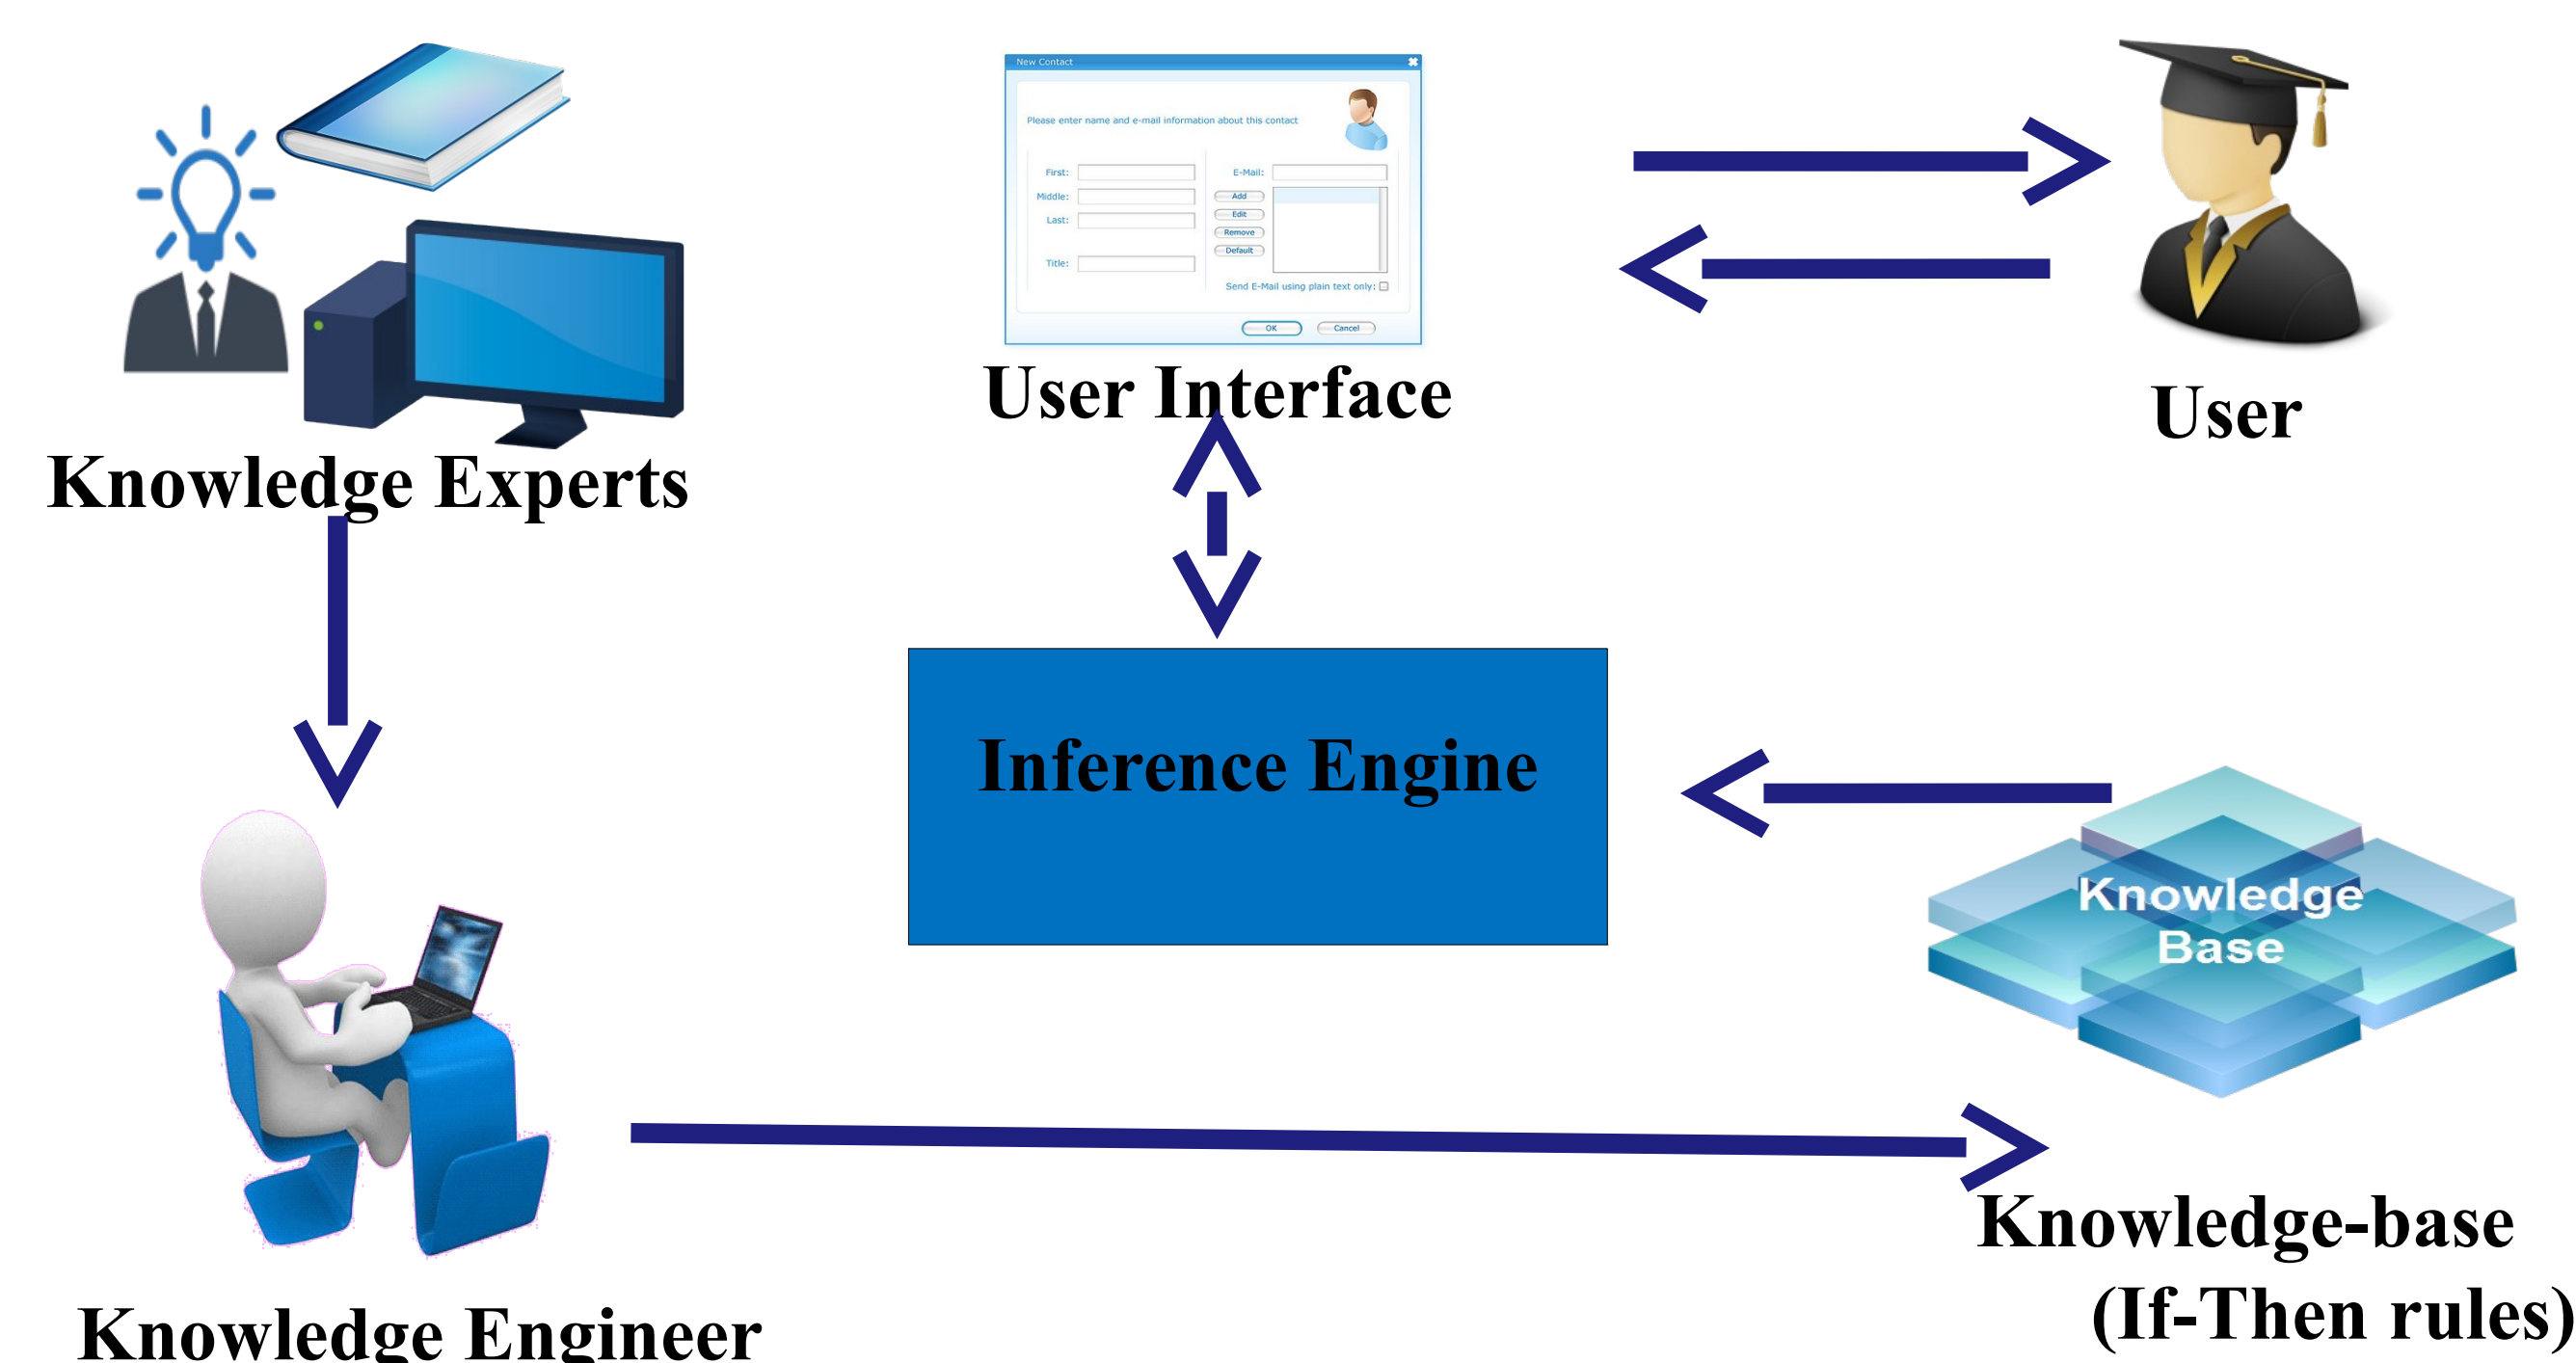 New Contact
Please enter name and e-mail information about this contact
First:
E-Mail:
Middle:
Add
Last:
Edit
Remove
Default
Title:
Send E-Mail using plain text only:
OK
Cancel
User Interface
User
Knowledge Experts
Inference Engine
Knowledge
Base
Knowledge-base
(If-Then rules)
Knowledge Engineer